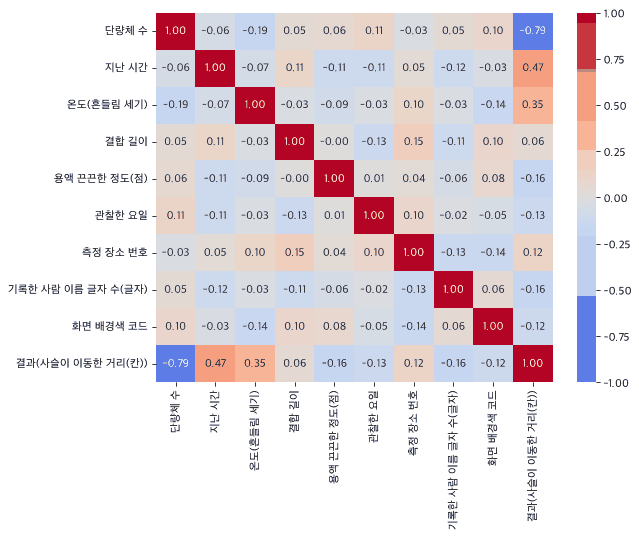 단량체 수 1.00 -0.06 -0.19 0.05 0.06 0.11 -0.03 0.05 0.10 -0.79
지난 시간 -0.06 1.00 -0.07 0.11 -0.11 -0.11 0.05 -0.12 -0.03 0.47
온도(흔들림 세기) -0.19 -0.07 1.00 -0.03 -0.09 -0.03 0.10 -0.03 -0.14 0.35
결합 길이 0.05 0.11 -0.03 1.00 -0.00 -0.13 0.15 -0.11 0.10 0.06
용액 끈끈한 정도(점) 0.06 -0.11 -0.09 -0.00 1.00 0.01 0.04 -0.06 0.08 -0.16
관찰한 요일 0.11 -0.11 -0.03 -0.13 0.01 1.00 0.10 -0.02 -0.05 -0.13
측정 장소 번호 -0.03 0.05 0.10 0.15 0.04 0.10 1.00 -0.13 -0.14 0.12
기록한 사람 이름 글자 수(글자) 0.05 -0.12 -0.03 -0.11 -0.06 -0.02 -0.13 1.00 0.06 -0.16
화면 배경색 코드 0.10 -0.03 -0.14 0.10 0.08 -0.05 -0.14 0.06 1.00 -0.12
결과(사슬이 이동한 거리(칸)) -0.79 0.47 0.35 0.06 -0.16 -0.13 0.12 -0.16 -0.12 1.00
단량체 수
지난 시간
온도(흔들림 세기)
결합 길이
용액 끈끈한 정도(점)
관찰한 요일
측정 장소 번호
기록한 사람 이름 글자 수(글자)
화면 배경색 코드
결과(사슬이 이동한 거리(칸))
1.00
0.75
0.50
0.25
0.00
-0.25
-0.50
-0.75
-1.00